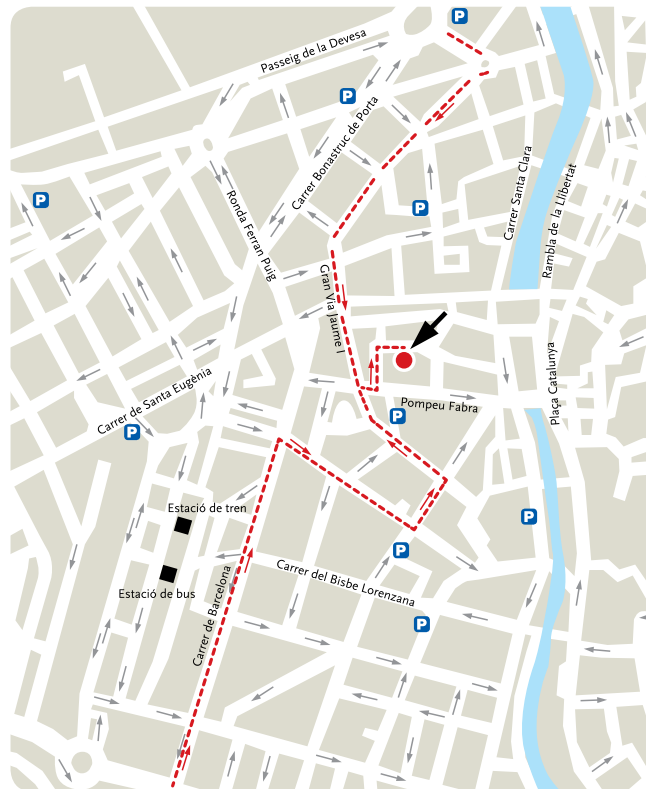 P
Passeig de la Devesa
P
Carrer Bonastruc de Porta
Carrer Santa Clara
Rambla de la Llibertat
P
P
Ronda Ferran Puig
Gran Via Jaume I
Plaça Catalunya
Carrer de Santa Eugènia
Pompeu Fabra
P
P
Estació de tren
P
P
Carrer del Bisbe Lorenzana
Estació de bus
Carrer de Barcelona
P